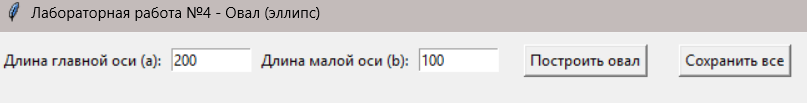 Лабораторная работа №4 - Овал (эллипс)
Длина главной оси (a): 200 Длина малой оси (b): 100 Построить овал Сохранить все